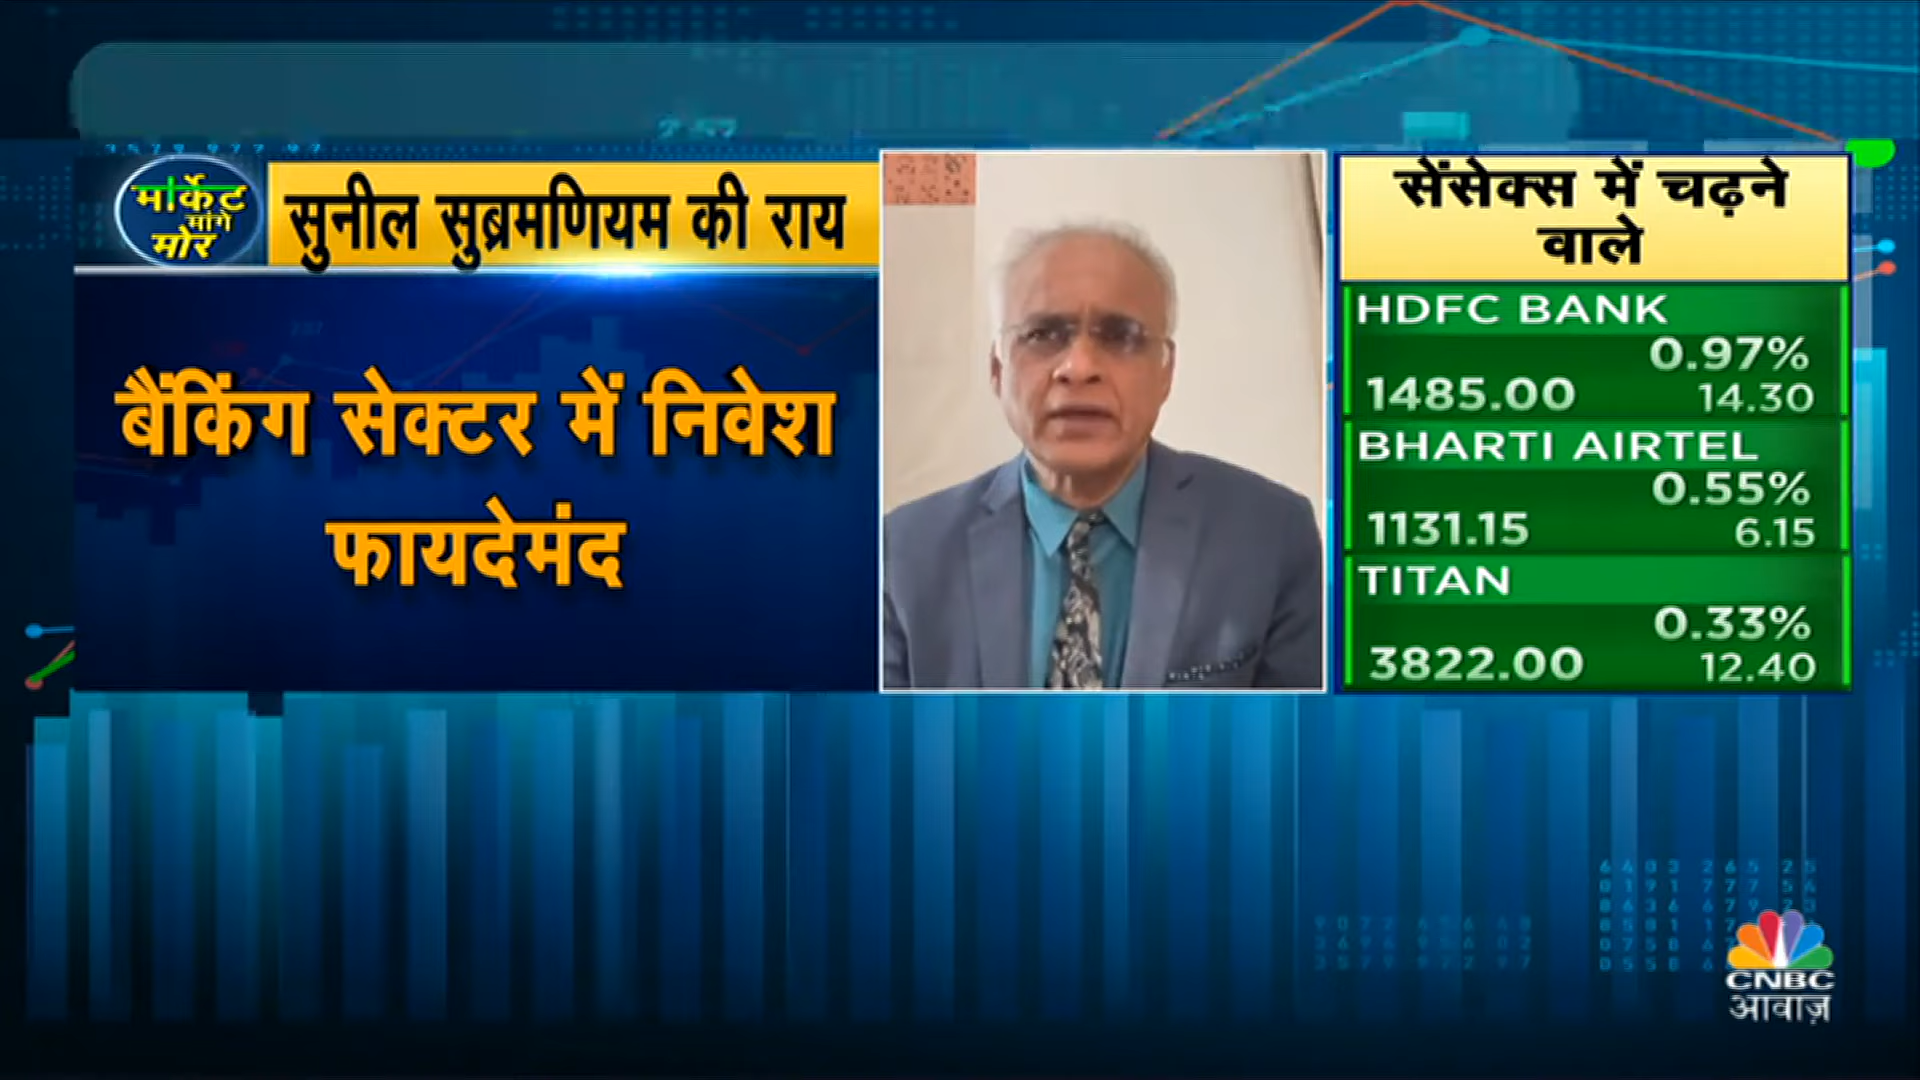 मार्केट
मांगे
मोर
सुनील सुब्रमणियम की राय
बैंकिंग सेक्टर में निवेश
फायदेमंद
सेंसेक्स में चढ़ने
वाले
HDFC BANK
0.97%
1485.00 14.30
BHARTI AIRTEL
0.55%
1131.15 6.15
TITAN
0.33%
3822.00 12.40
CNBC
आवाज़